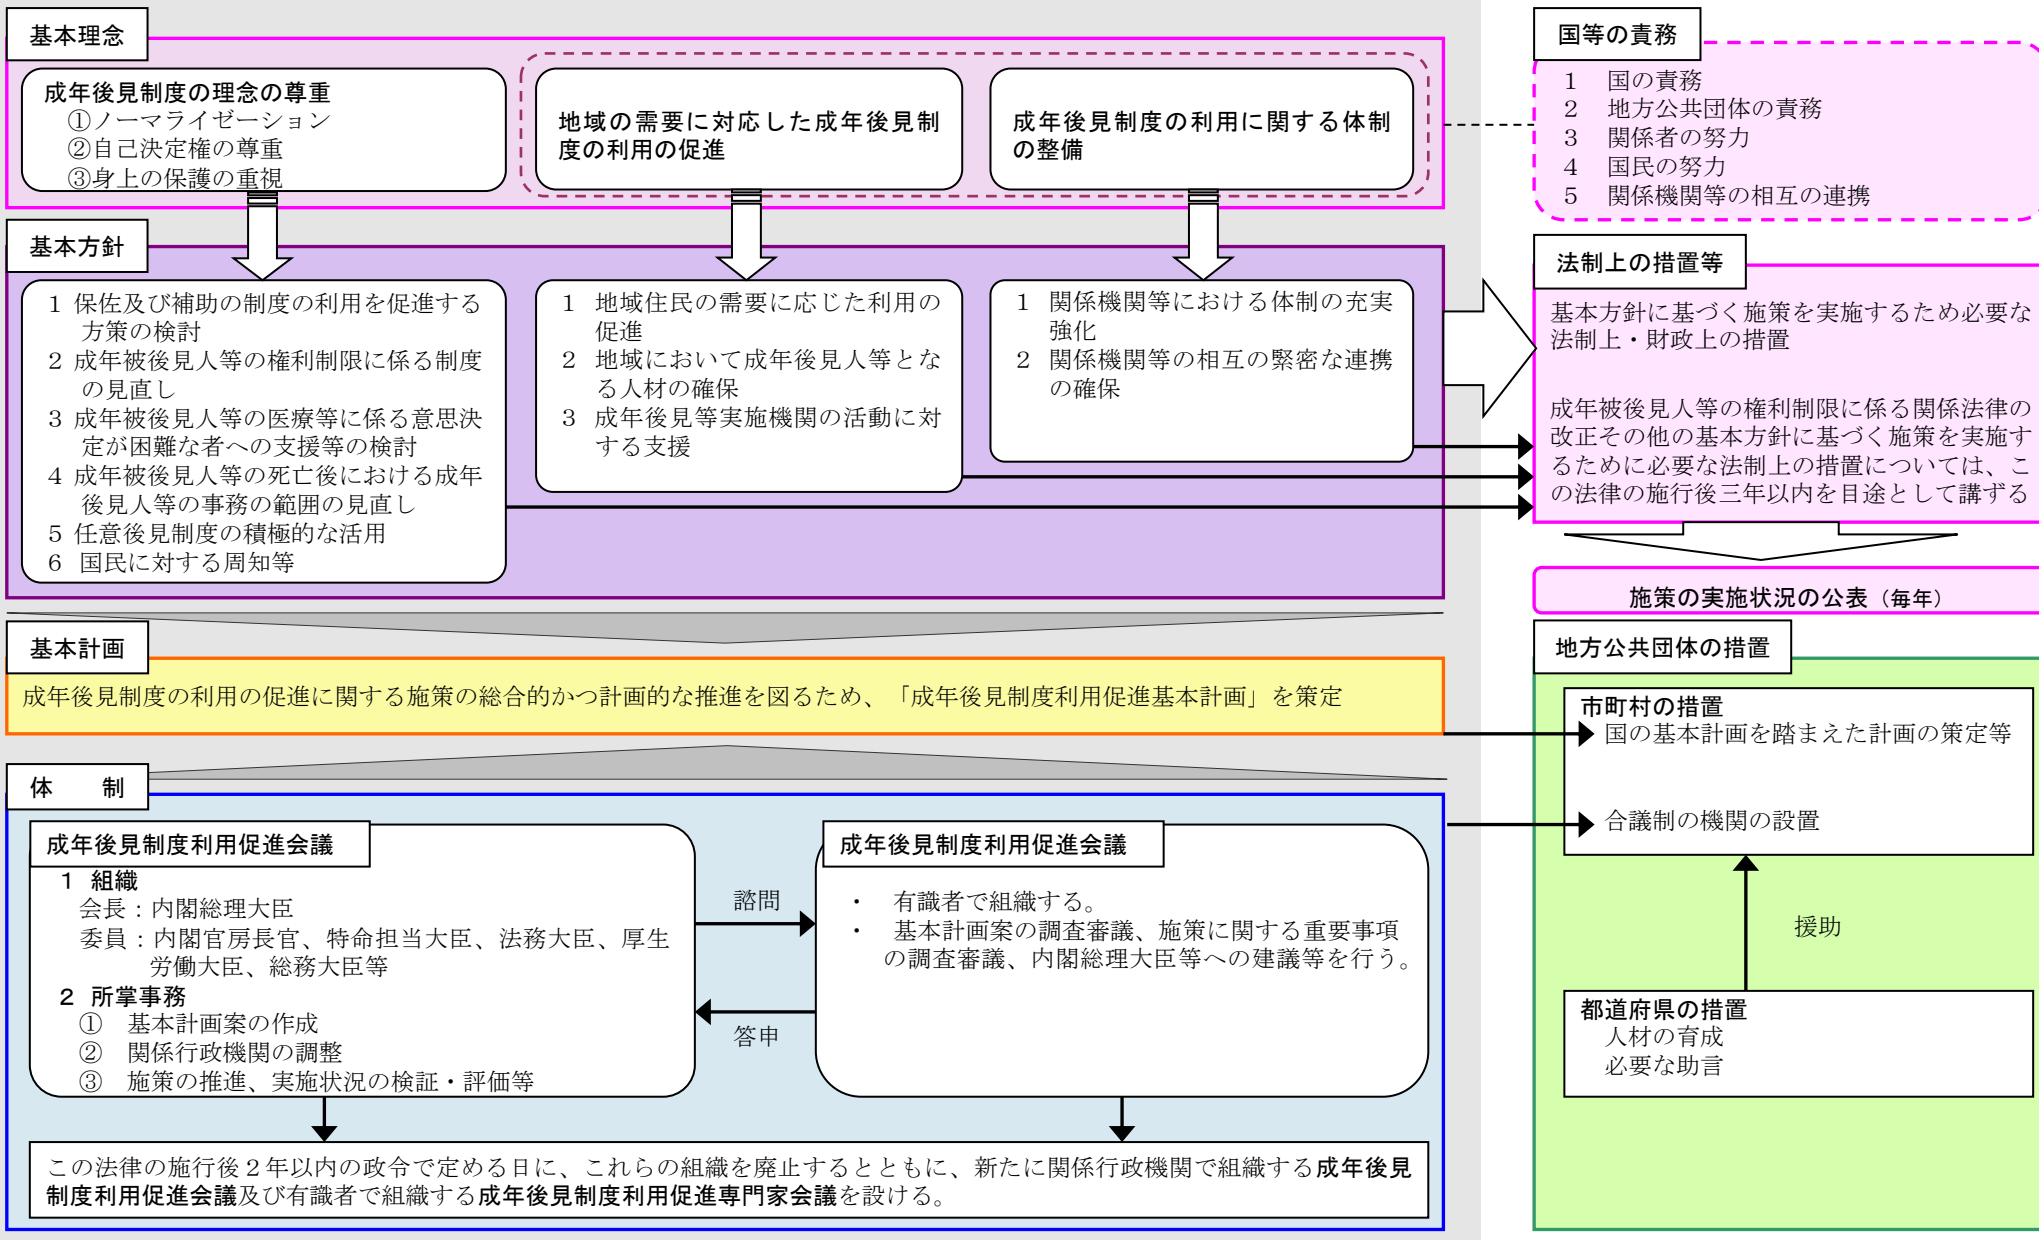 基本理念
成年後見制度の理念の尊重
①ノーマライゼーション
②自己決定権の尊重
③身上の保護の重視
地域の需要に対応した成年後見制
度の利用の促進
成年後見制度の利用に関する体制
の整備
国等の責務
１　国の責務
２　地方公共団体の責務
３　関係者の努力
４　国民の努力
５　関係機関等の相互の連携
基本方針
１ 保佐及び補助の制度の利用を促進する
方策の検討
２ 成年被後見人等の権利制限に係る制度
の見直し
３ 成年被後見人等の医療等に係る意思決
定が困難な者への支援等の検討
４ 成年被後見人等の死亡後における成年
後見人等の事務の範囲の見直し
５ 任意後見制度の積極的な活用
６ 国民に対する周知等
１　地域住民の需要に応じた利用の
促進
２　地域において成年後見人等とな
る人材の確保
３　成年後見等実施機関の活動に対
する支援
１　関係機関等における体制の充実
強化
２　関係機関等の相互の緊密な連携
の確保
法制上の措置等
基本方針に基づく施策を実施するため必要な
法制上・財政上の措置
成年被後見人等の権利制限に係る関係法律の
改正その他の基本方針に基づく施策を実施す
るために必要な法制上の措置については、こ
の法律の施行後三年以内を目途として講ずる
施策の実施状況の公表（毎年）
基本計画
成年後見制度の利用の促進に関する施策の総合的かつ計画的な推進を図るため、「成年後見制度利用促進基本計画」を策定
地方公共団体の措置
市町村の措置
国の基本計画を踏まえた計画の策定等
合議制の機関の設置
援助
都道府県の措置
人材の育成
必要な助言
体　　制
成年後見制度利用促進会議
１ 組織
会長：内閣総理大臣
委員：内閣官房長官、特命担当大臣、法務大臣、厚生
労働大臣、総務大臣等
２ 所掌事務
①　基本計画案の作成
②　関係行政機関の調整
③　施策の推進、実施状況の検証・評価等
諮問
答申
成年後見制度利用促進会議
・　有識者で組織する。
・　基本計画案の調査審議、施策に関する重要事項
の調査審議、内閣総理大臣等への建議等を行う。
この法律の施行後２年以内の政令で定める日に、これらの組織を廃止するとともに、新たに関係行政機関で組織する成年後見
制度利用促進会議及び有識者で組織する成年後見制度利用促進専門家会議を設ける。